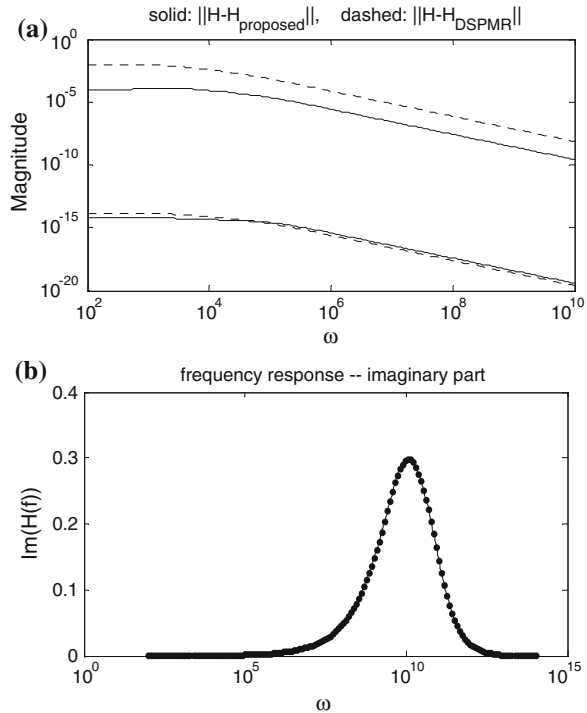 solid: ||H-H_proposed||, dashed: ||H-H_DSPMR||
(a)
10^0
10^-5
10^-10
10^-15
10^-20
Magnitude
10^2 10^4 10^6 10^8 10^10
ω
(b)
frequency response -- imaginary part
0.4
0.3
0.2
0.1
0
Im(H(f))
10^0 10^5 10^10 10^15
ω